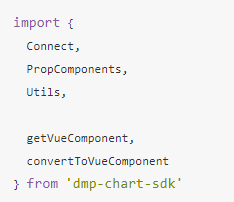 import {
  Connect,
  PropComponents,
  Utils,

  getVueComponent,
  convertToVueComponent
} from 'dmp-chart-sdk'